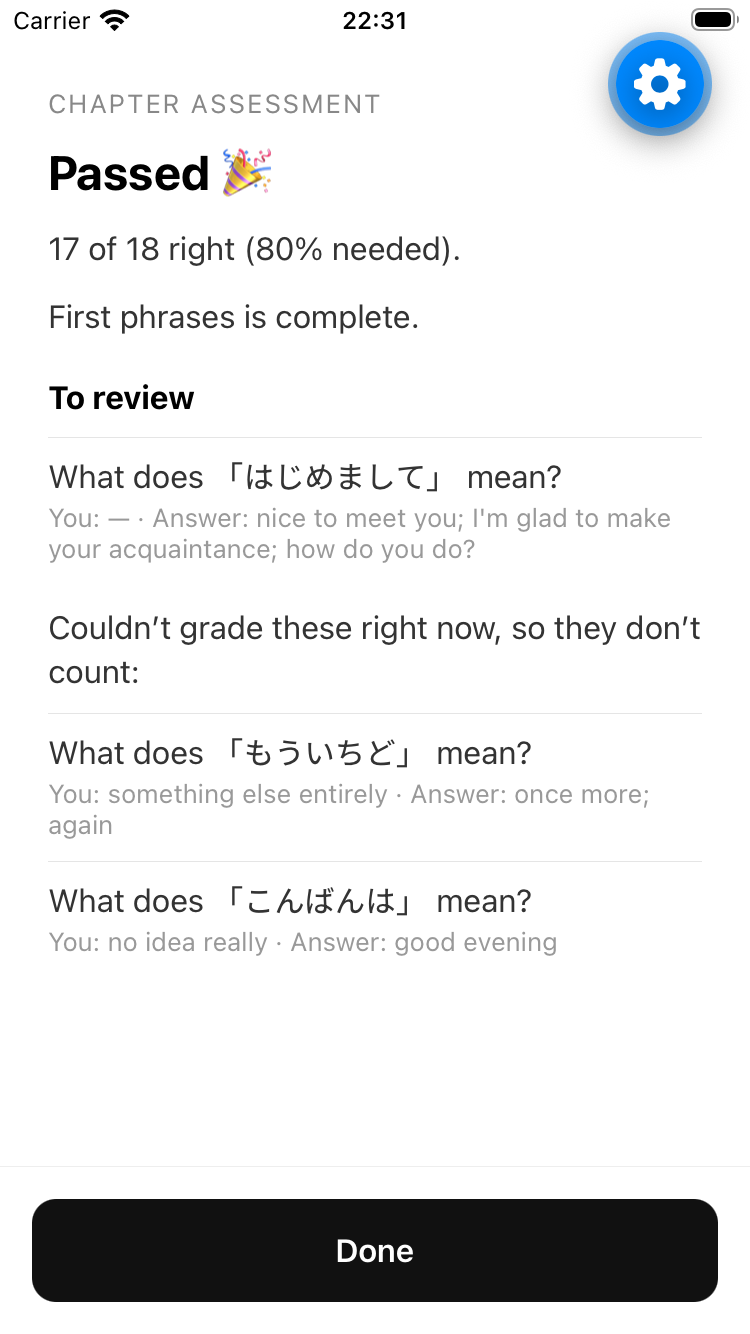 Carrier 22:31
CHAPTER ASSESSMENT
Passed 🎉
17 of 18 right (80% needed).
First phrases is complete.
To review
What does 「はじめまして」 mean?
You: — · Answer: nice to meet you; I'm glad to make
your acquaintance; how do you do?
Couldn’t grade these right now, so they don’t
count:
What does 「もういちど」 mean?
You: something else entirely · Answer: once more;
again
What does 「こんばんは」 mean?
You: no idea really · Answer: good evening
Done